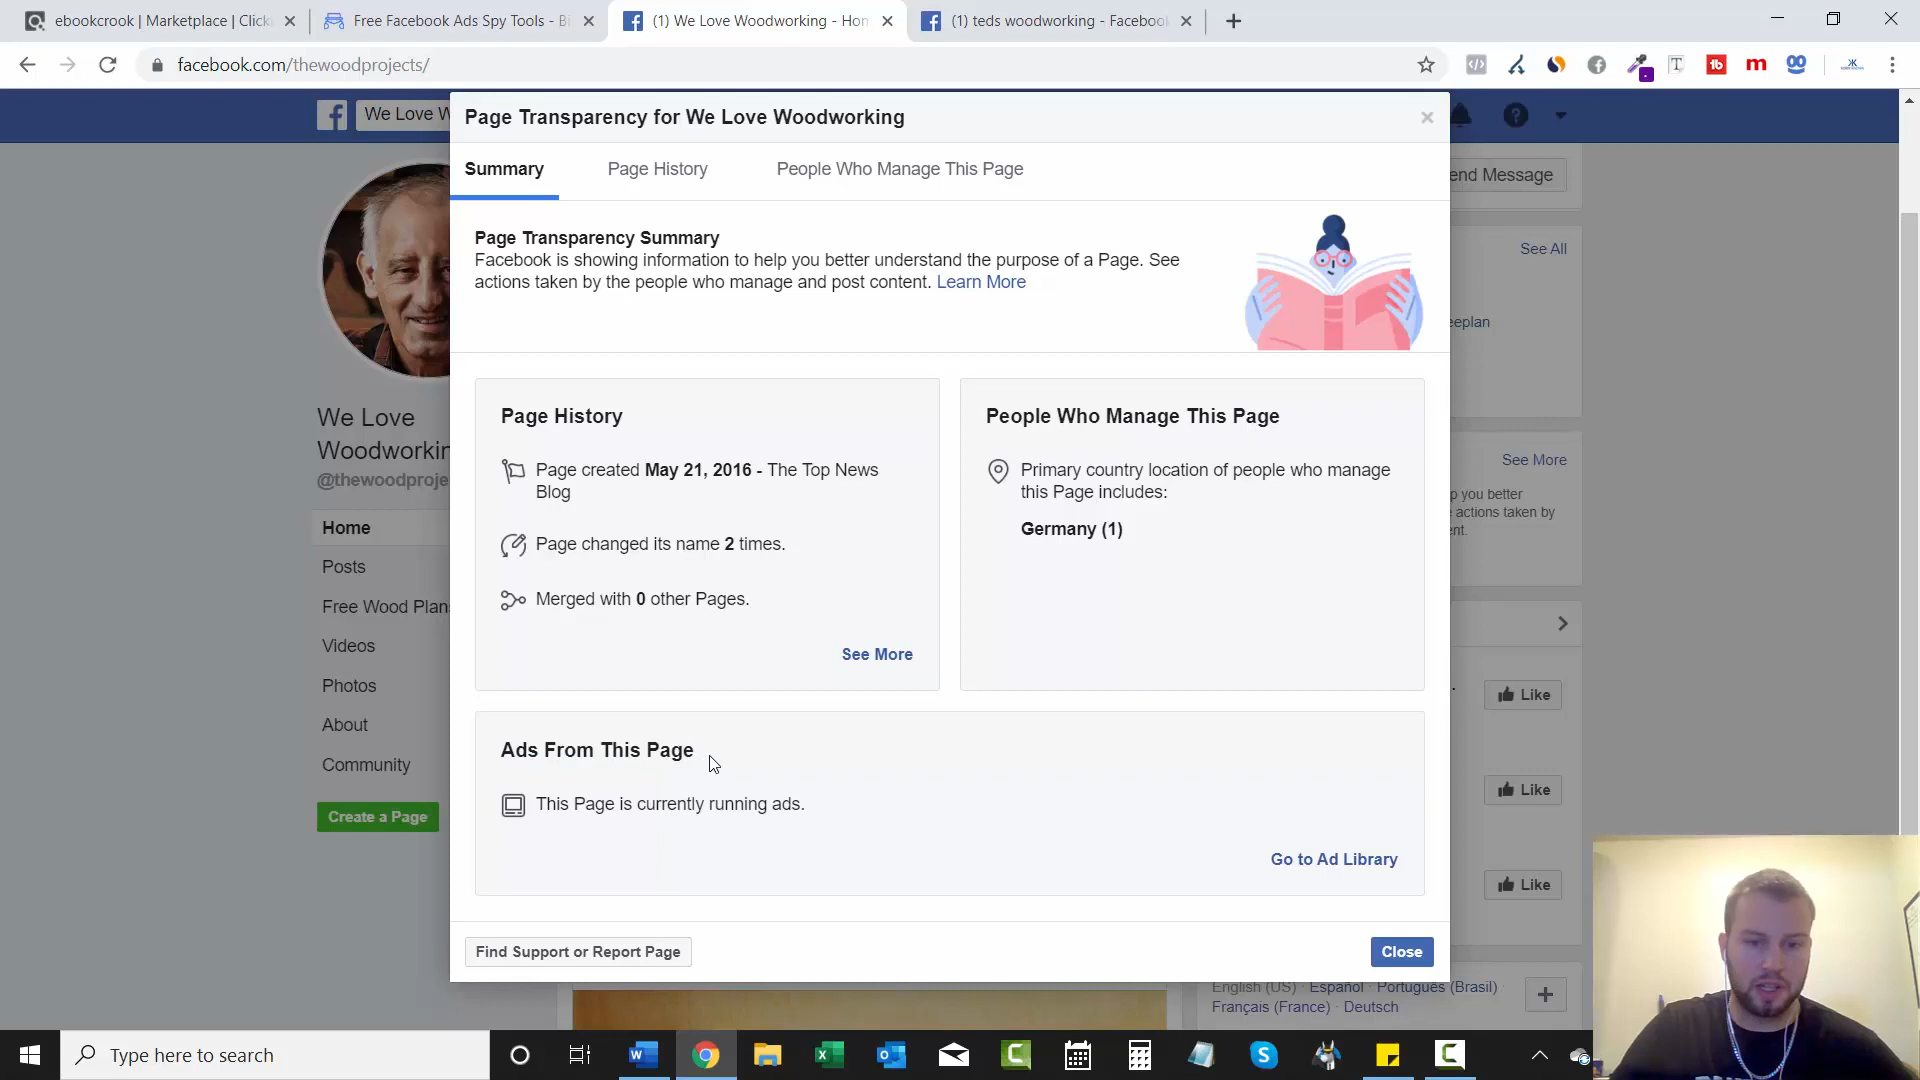 ebookcrook | Marketplace | Click
Free Facebook Ads Spy Tools - Bi
(1) We Love Woodworking - Hom
(1) teds woodworking - Facebook
facebook.com/thewoodprojects/
We Love W
Page Transparency for We Love Woodworking
Summary
Page History
People Who Manage This Page
end Message
Page Transparency Summary
Facebook is showing information to help you better understand the purpose of a Page. See
actions taken by the people who manage and post content. Learn More
See All
eeplan
Page History
Page created May 21, 2016 - The Top News
Blog
Page changed its name 2 times.
Merged with 0 other Pages.
See More
People Who Manage This Page
Primary country location of people who manage
this Page includes:
Germany (1)
We Love
Woodworkin
@thewoodproje
Home
Posts
Free Wood Plan
Videos
Photos
About
Community
Create a Page
See More
p you better
actions taken by
nt.
Like
Like
Like
Ads From This Page
This Page is currently running ads.
Go to Ad Library
Find Support or Report Page
Close
English (US) · Español · Português (Brasil) ·
Français (France) · Deutsch
Type here to search